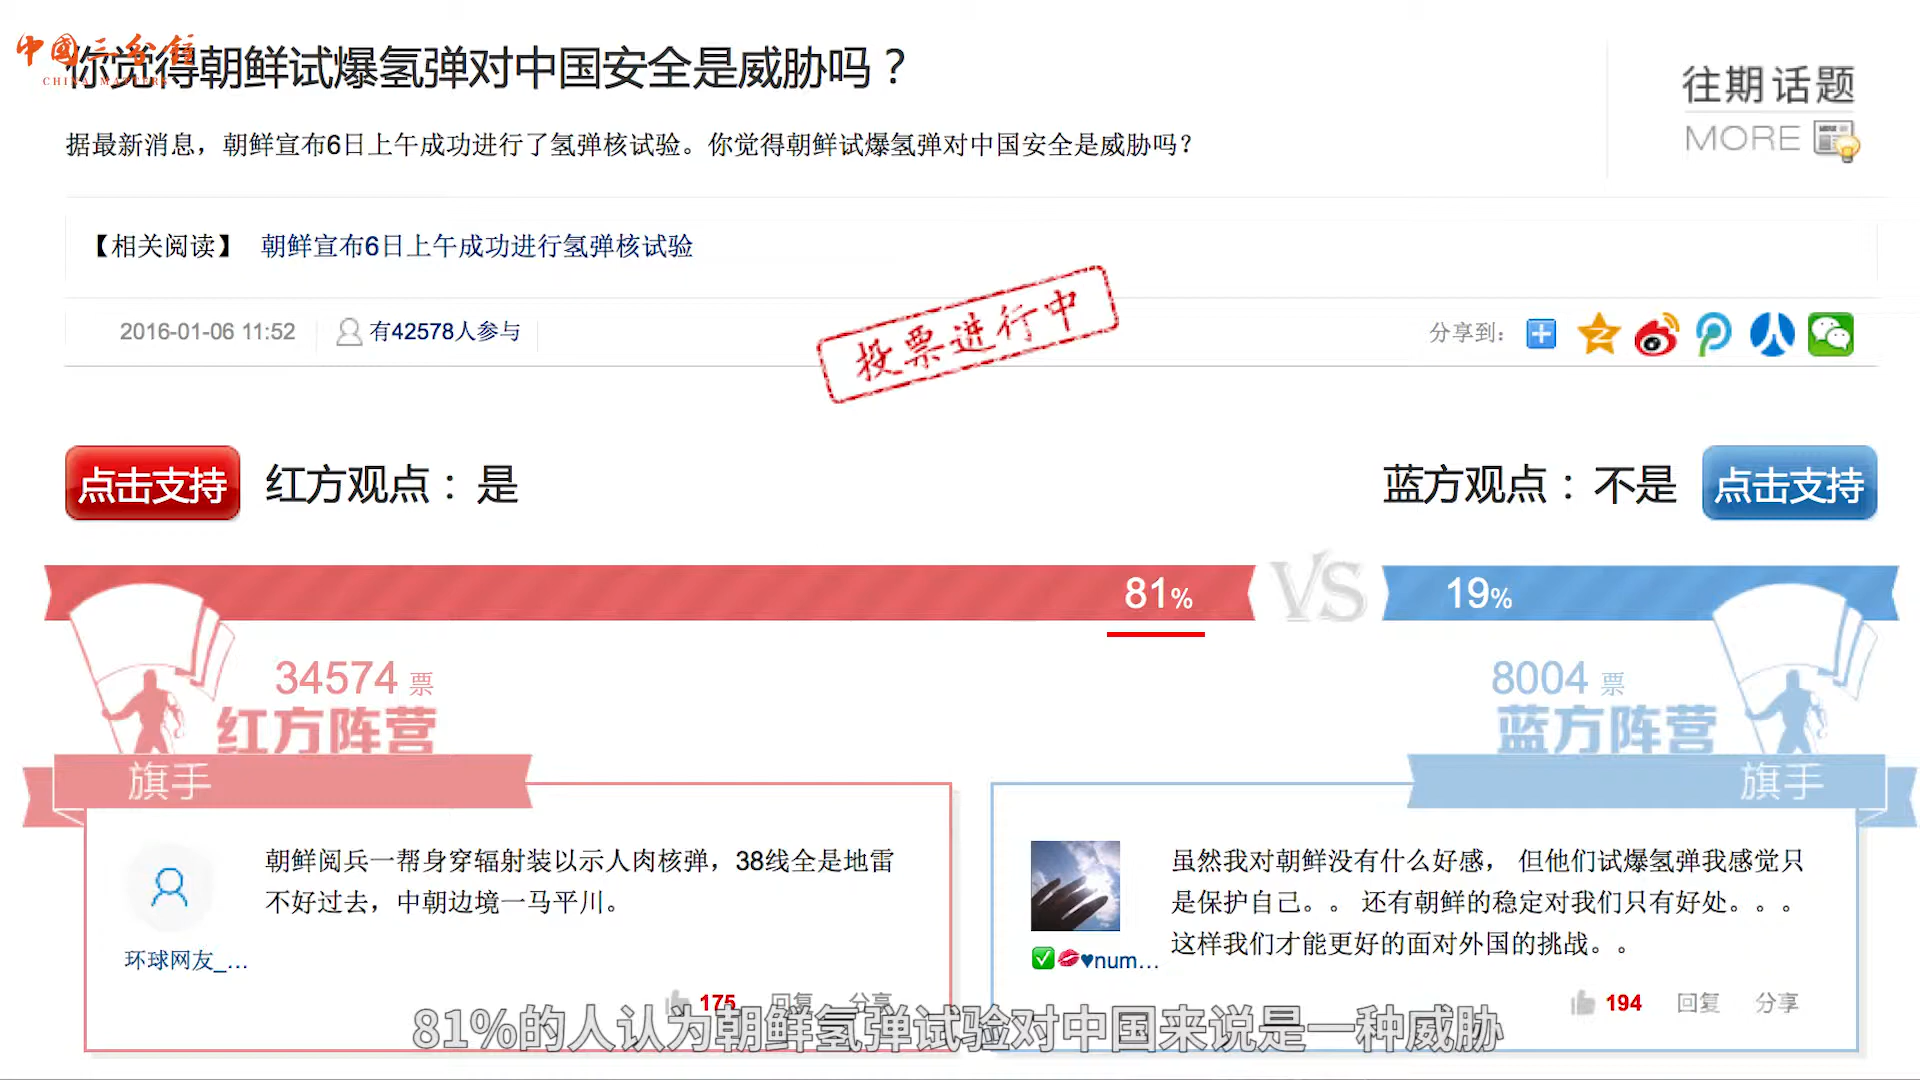 中國三分鐘
CHINA MATTERS
你觉得朝鲜试爆氢弹对中国安全是威胁吗？
往期话题
MORE
据最新消息，朝鲜宣布6日上午成功进行了氢弹核试验。你觉得朝鲜试爆氢弹对中国安全是威胁吗？
【相关阅读】 朝鲜宣布6日上午成功进行氢弹核试验
投票进行中
2016-01-06 11:52 有42578人参与
分享到：
点击支持 红方观点： 是
蓝方观点： 不是 点击支持
81% VS 19%
34574 票
红方阵营
旗手
8004 票
蓝方阵营
旗手
朝鲜阅兵一帮身穿辐射装以示人肉核弹，38线全是地雷
不好过去，中朝边境一马平川。
环球网友_...
175 回复 分享
虽然我对朝鲜没有什么好感， 但他们试爆氢弹我感觉只
是保护自己。。 还有朝鲜的稳定对我们只有好处。。。
这样我们才能更好的面对外国的挑战。。
✅💋♥num...
194 回复 分享
81%的人认为朝鲜氢弹试验对中国来说是一种威胁